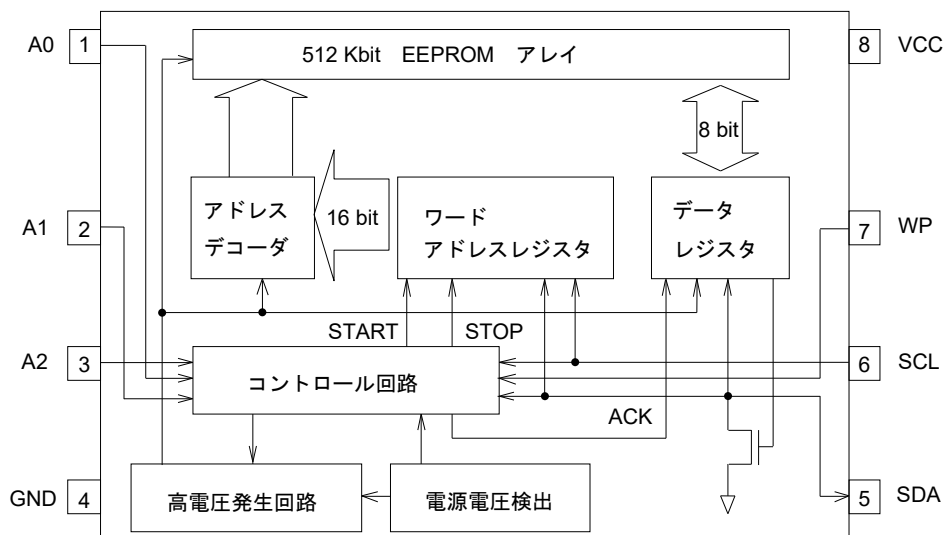 A0 1
512 Kbit EEPROM アレイ
8 VCC
8 bit
A1 2
アドレス
デコーダ
16 bit
ワード
アドレスレジスタ
データ
レジスタ
7 WP
START
STOP
A2 3
コントロール回路
6 SCL
ACK
GND 4
高電圧発生回路
電源電圧検出
5 SDA